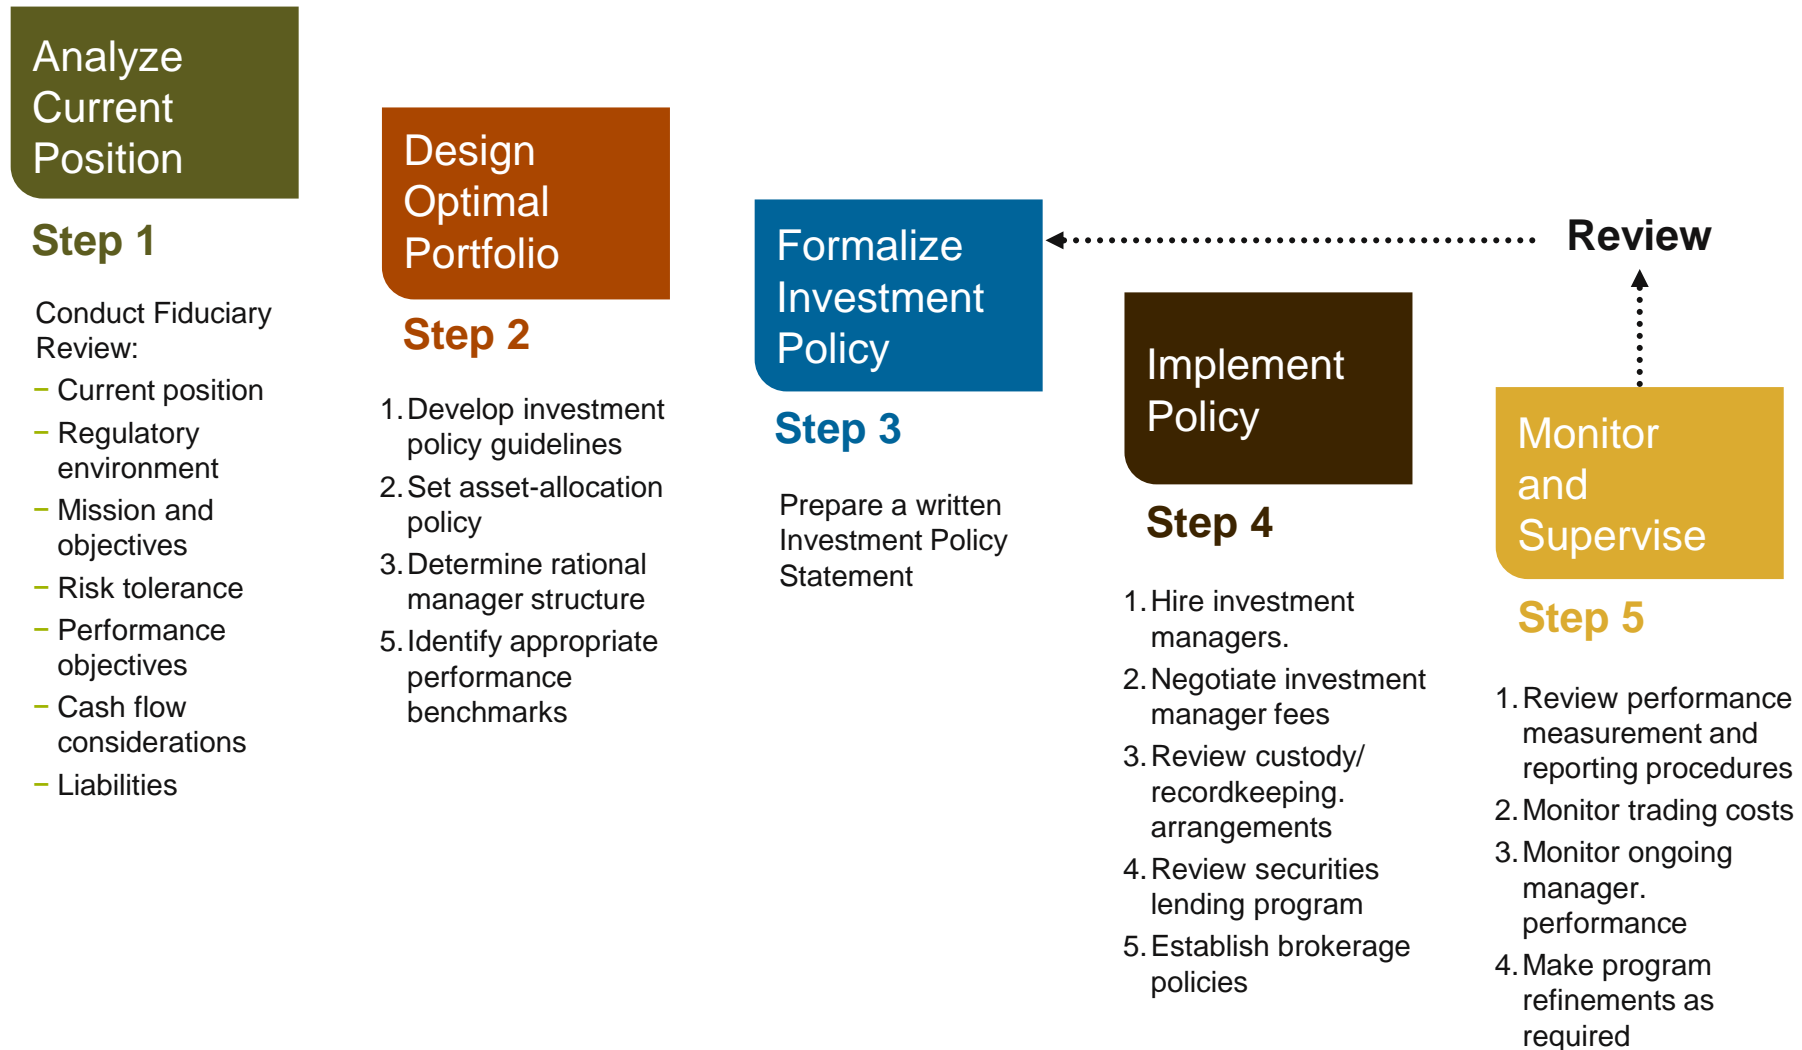 Analyze
Current
Position
Step 1
Conduct Fiduciary
Review:
– Current position
– Regulatory
environment
– Mission and
objectives
– Risk tolerance
– Performance
objectives
– Cash flow
considerations
– Liabilities
Design
Optimal
Portfolio
Step 2
1. Develop investment
policy guidelines
2. Set asset-allocation
policy
3. Determine rational
manager structure
5. Identify appropriate
performance
benchmarks
Formalize
Investment
Policy
Step 3
Prepare a written
Investment Policy
Statement
Implement
Policy
Step 4
1. Hire investment
managers.
2. Negotiate investment
manager fees
3. Review custody/
recordkeeping.
arrangements
4. Review securities
lending program
5. Establish brokerage
policies
Review
Monitor
and
Supervise
Step 5
1. Review performance
measurement and
reporting procedures
2. Monitor trading costs
3. Monitor ongoing
manager.
performance
4. Make program
refinements as
required